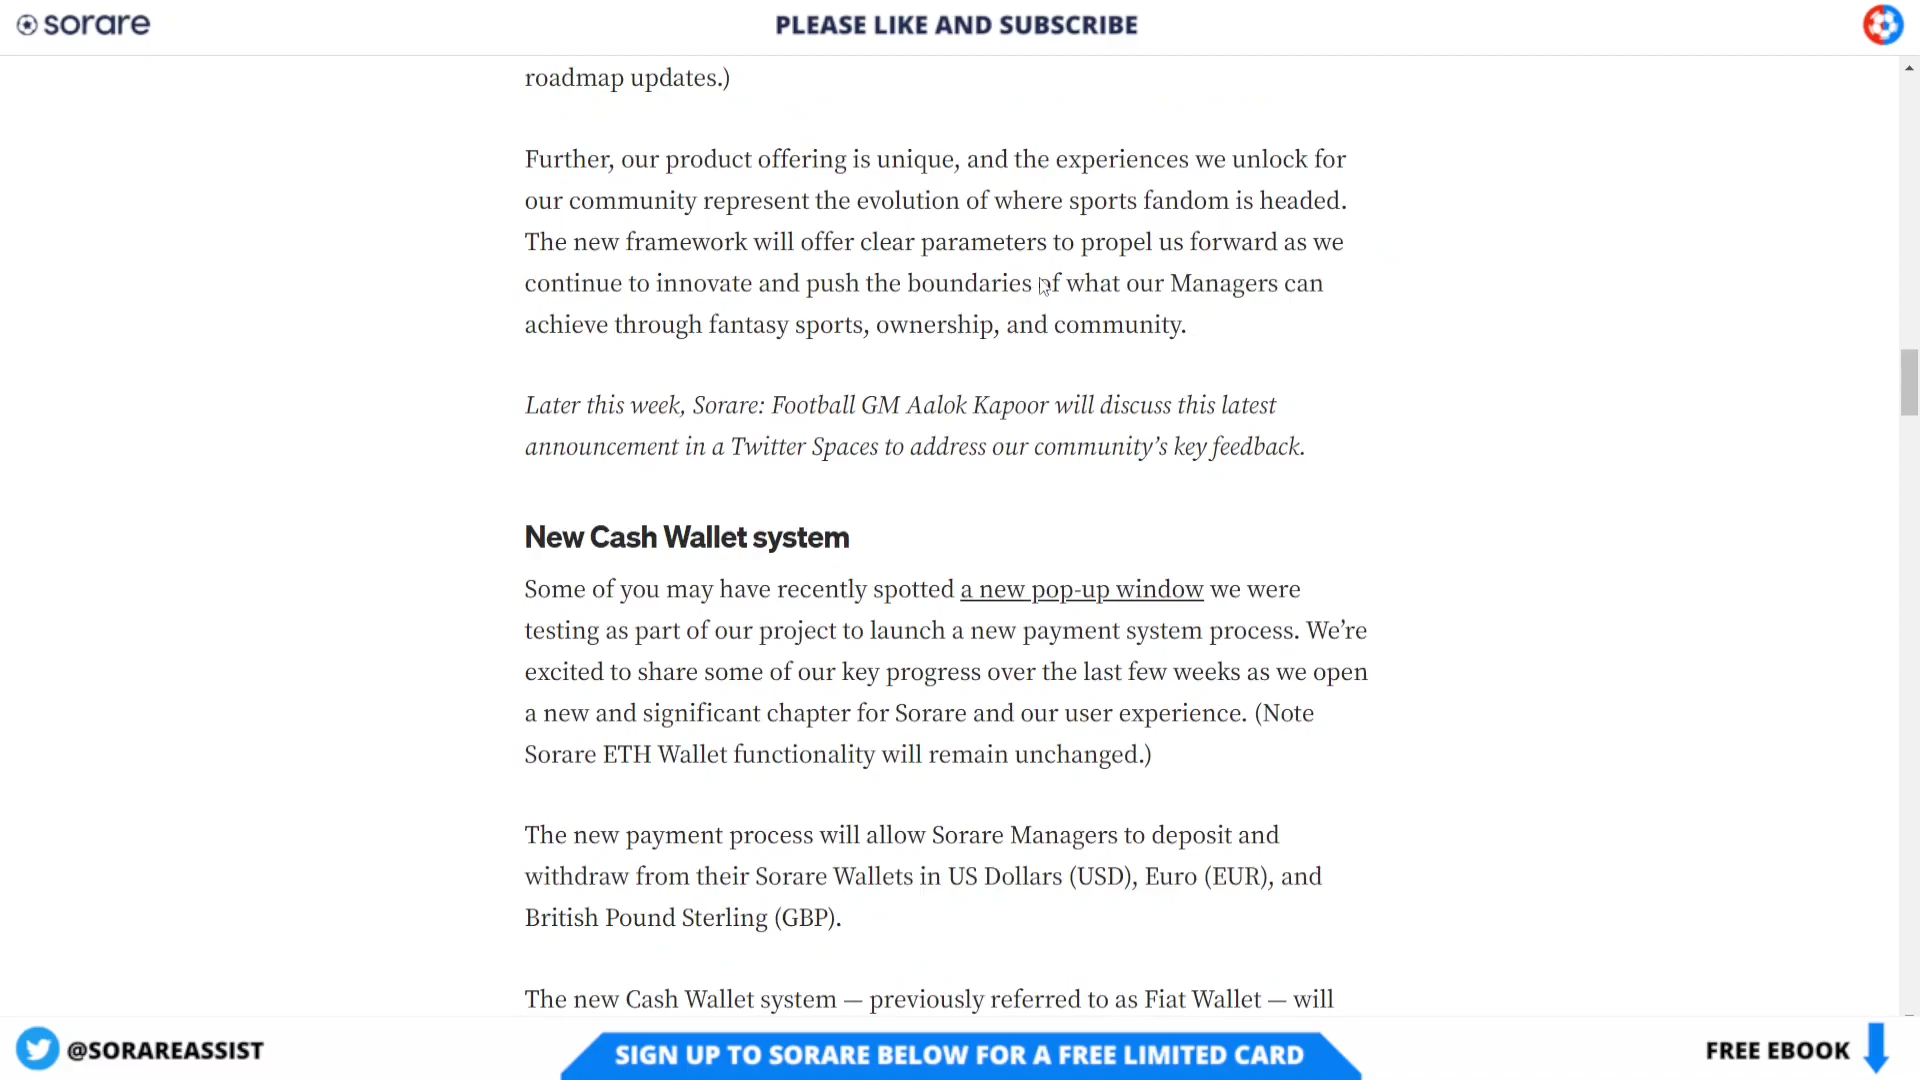 sorare
PLEASE LIKE AND SUBSCRIBE
roadmap updates.)
Further, our product offering is unique, and the experiences we unlock for
our community represent the evolution of where sports fandom is headed.
The new framework will offer clear parameters to propel us forward as we
continue to innovate and push the boundaries of what our Managers can
achieve through fantasy sports, ownership, and community.
Later this week, Sorare: Football GM Aalok Kapoor will discuss this latest
announcement in a Twitter Spaces to address our community’s key feedback.
New Cash Wallet system
Some of you may have recently spotted a new pop-up window we were
testing as part of our project to launch a new payment system process. We’re
excited to share some of our key progress over the last few weeks as we open
a new and significant chapter for Sorare and our user experience. (Note
Sorare ETH Wallet functionality will remain unchanged.)
The new payment process will allow Sorare Managers to deposit and
withdraw from their Sorare Wallets in US Dollars (USD), Euro (EUR), and
British Pound Sterling (GBP).
The new Cash Wallet system — previously referred to as Fiat Wallet — will
@SORAREASSIST
SIGN UP TO SORARE BELOW FOR A FREE LIMITED CARD
FREE EBOOK